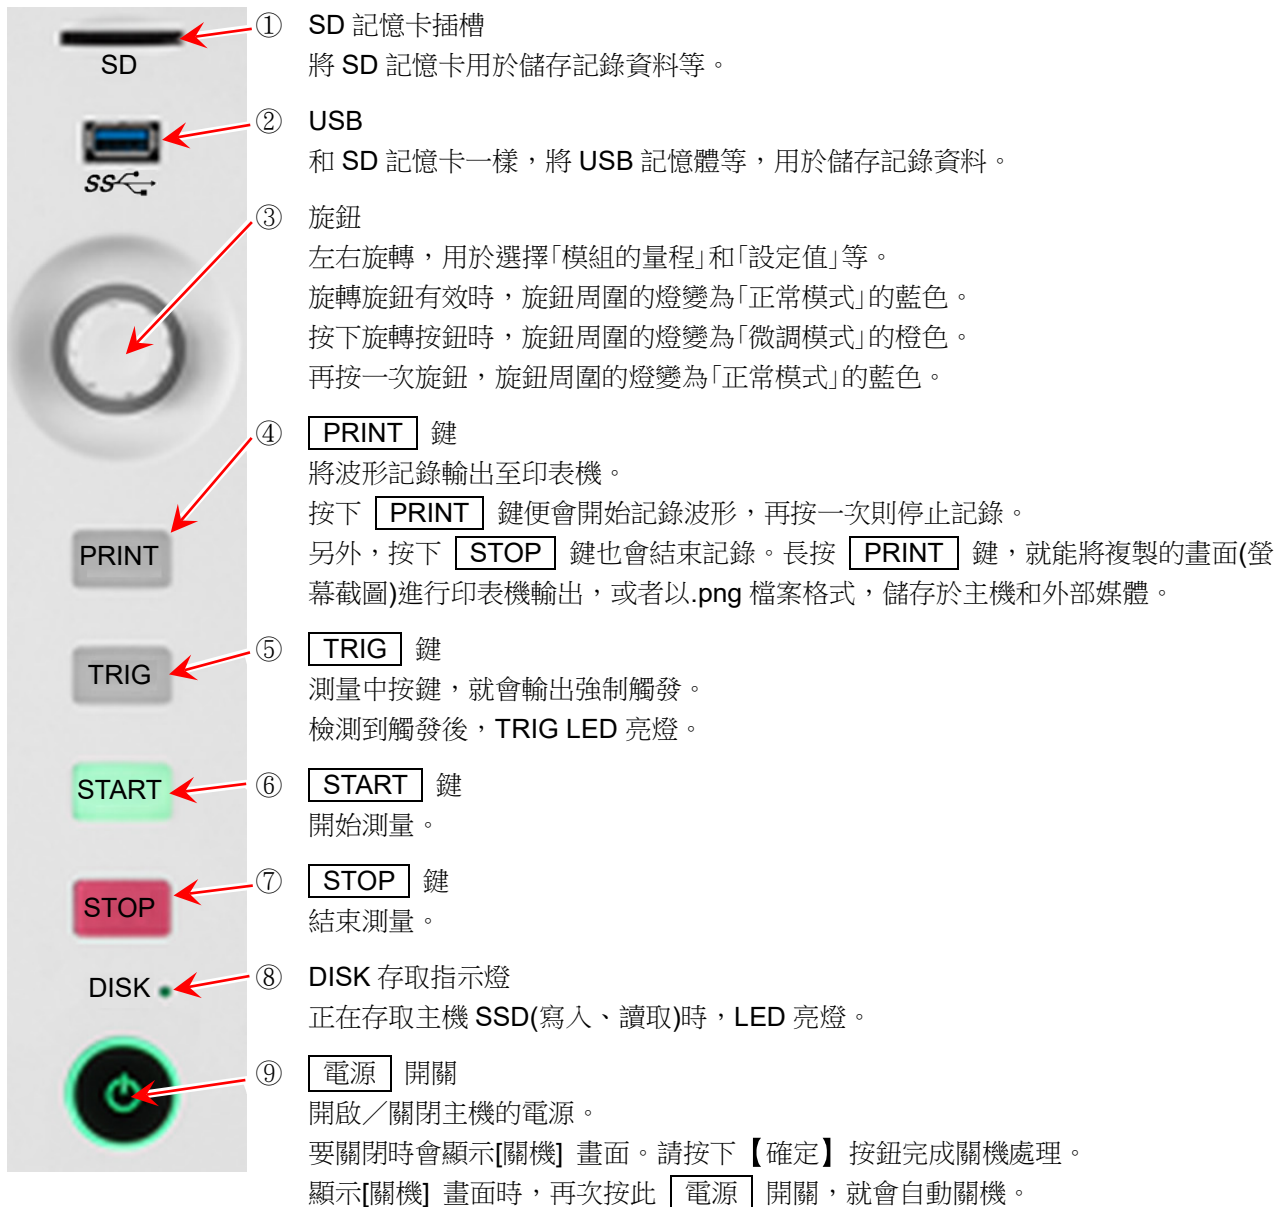 ① SD 記憶卡插槽
SD
將 SD 記憶卡用於儲存記錄資料等。
② USB
和 SD 記憶卡一樣，將 USB 記憶體等，用於儲存記錄資料。
SS
③ 旋鈕
左右旋轉，用於選擇「模組的量程」和「設定值」等。
旋轉旋鈕有效時，旋鈕周圍的燈變為「正常模式」的藍色。
按下旋轉按鈕時，旋鈕周圍的燈變為「微調模式」的橙色。
再按一次旋鈕，旋鈕周圍的燈變為「正常模式」的藍色。
④ PRINT 鍵
將波形記錄輸出至印表機。
按下 PRINT 鍵便會開始記錄波形，再按一次則停止記錄。
PRINT
另外，按下 STOP 鍵也會結束記錄。長按 PRINT 鍵，就能將複製的畫面(螢
幕截圖)進行印表機輸出，或者以.png 檔案格式，儲存於主機和外部媒體。
⑤ TRIG 鍵
TRIG
測量中按鍵，就會輸出強制觸發。
檢測到觸發後，TRIG LED 亮燈。
⑥ START 鍵
START
開始測量。
⑦ STOP 鍵
STOP
結束測量。
⑧ DISK 存取指示燈
DISK
正在存取主機 SSD(寫入、讀取)時，LED 亮燈。
⑨ 電源 開關
開啟／關閉主機的電源。
要關閉時會顯示[關機] 畫面。請按下【確定】按鈕完成關機處理。
顯示[關機] 畫面時，再次按此 電源 開關，就會自動關機。